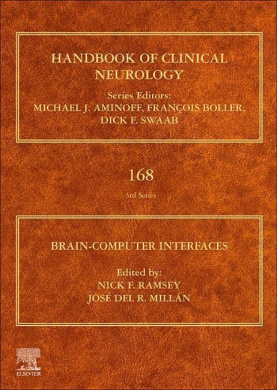 HANDBOOK OF CLINICAL
NEUROLOGY
Series Editors:
MICHAEL J. AMINOFF, FRANÇOIS BOLLER,
DICK F. SWAAB
168
3rd Series
BRAIN-COMPUTER INTERFACES
Edited by:
NICK F. RAMSEY
JOSÉ DEL R. MILLÁN
ELSEVIER